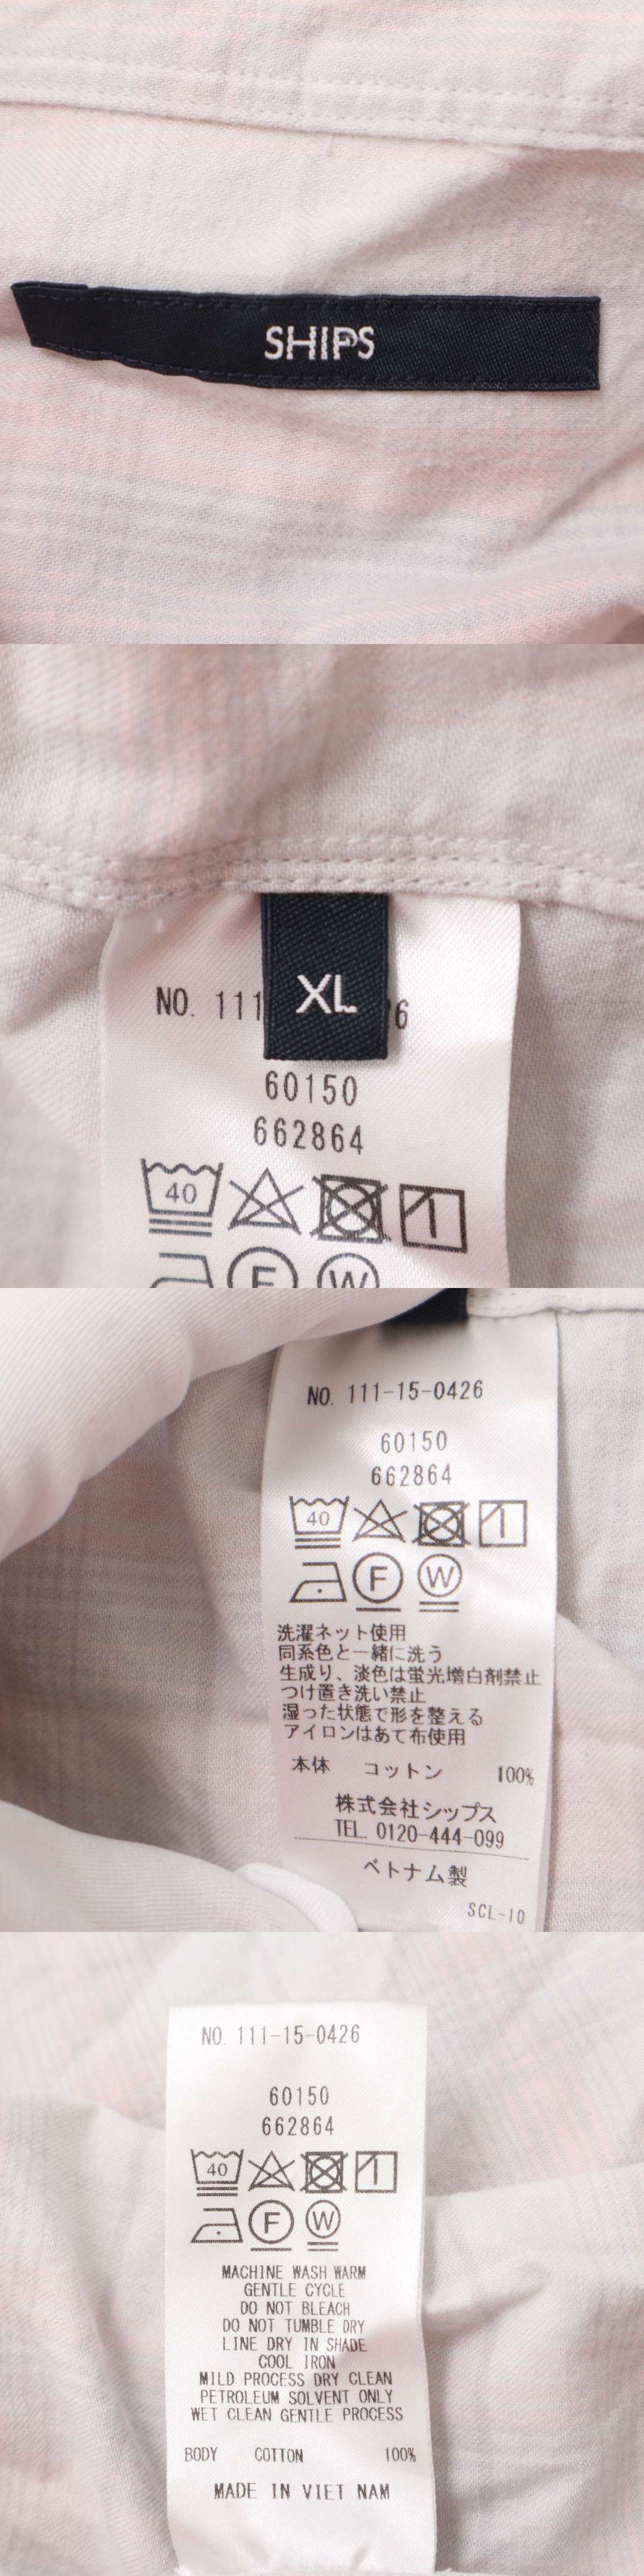 SHIPS
XL
NO. 111 6
60150
662864
40
F W
NO. 111-15-0426
60150
662864
40
F W
洗濯ネット使用
同系色と一緒に洗う
生成り、淡色は蛍光増白剤禁止
つけ置き洗い禁止
湿った状態で形を整える
アイロンはあて布使用
本体 コットン 100%
株式会社シップス
TEL. 0120-444-099
ベトナム製
SCL-10
NO. 111-15-0426
60150
662864
40
F W
MACHINE WASH WARM
GENTLE CYCLE
DO NOT BLEACH
DO NOT TUMBLE DRY
LINE DRY IN SHADE
COOL IRON
MILD PROCESS DRY CLEAN
PETROLEUM SOLVENT ONLY
WET CLEAN GENTLE PROCESS
BODY COTTON 100%
MADE IN VIET NAM